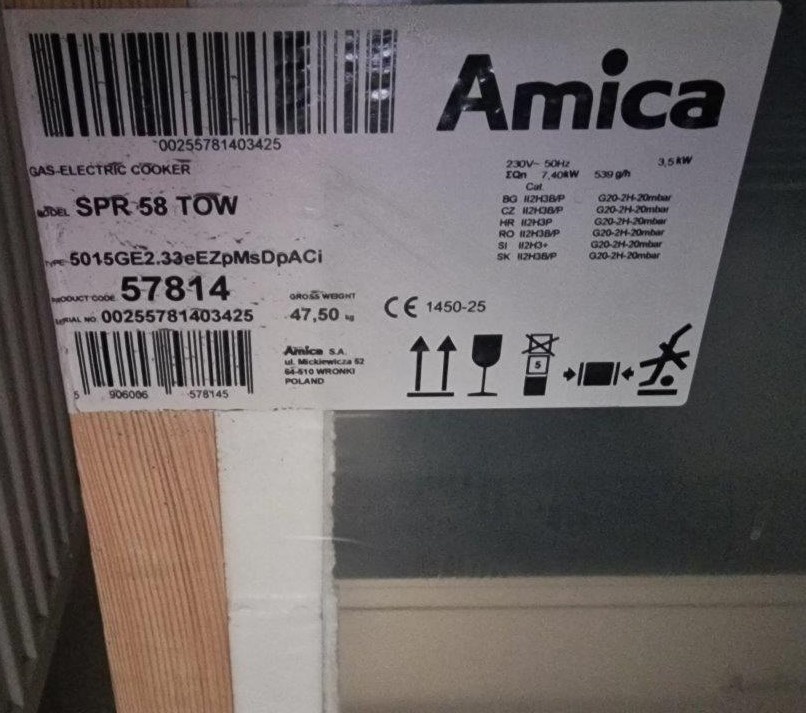 Amica
00255781403425
GAS-ELECTRIC COOKER
MODEL SPR 58 TOW
TYPE 5015GE2.33eEZpMsDpACi
PRODUCT CODE 57814
SERIAL NO 00255781403425
GROSS WEIGHT
47,50 kg
230V~ 50Hz 3,5 kW
ΣQn 7,40kW 539 g/h
Cat.
BG II2H3B/P G20-2H-20mbar
CZ II2H3B/P G20-2H-20mbar
HR II2H3P G20-2H-20mbar
RO II2H3B/P G20-2H-20mbar
SI II2H3+ G20-2H-20mbar
SK II2H3B/P G20-2H-20mbar
CE 1450-25
Amica S.A.
ul. Mickiewicza 52
64-510 WRONKI
POLAND
5 906006 578145
5